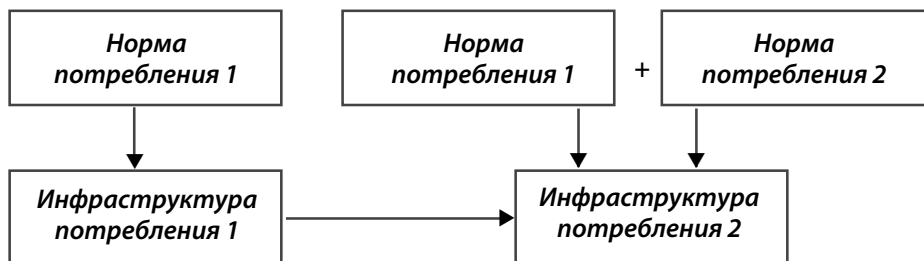 Норма
потребления 1
Норма
потребления 1
+
Норма
потребления 2
Инфраструктура
потребления 1
Инфраструктура
потребления 2